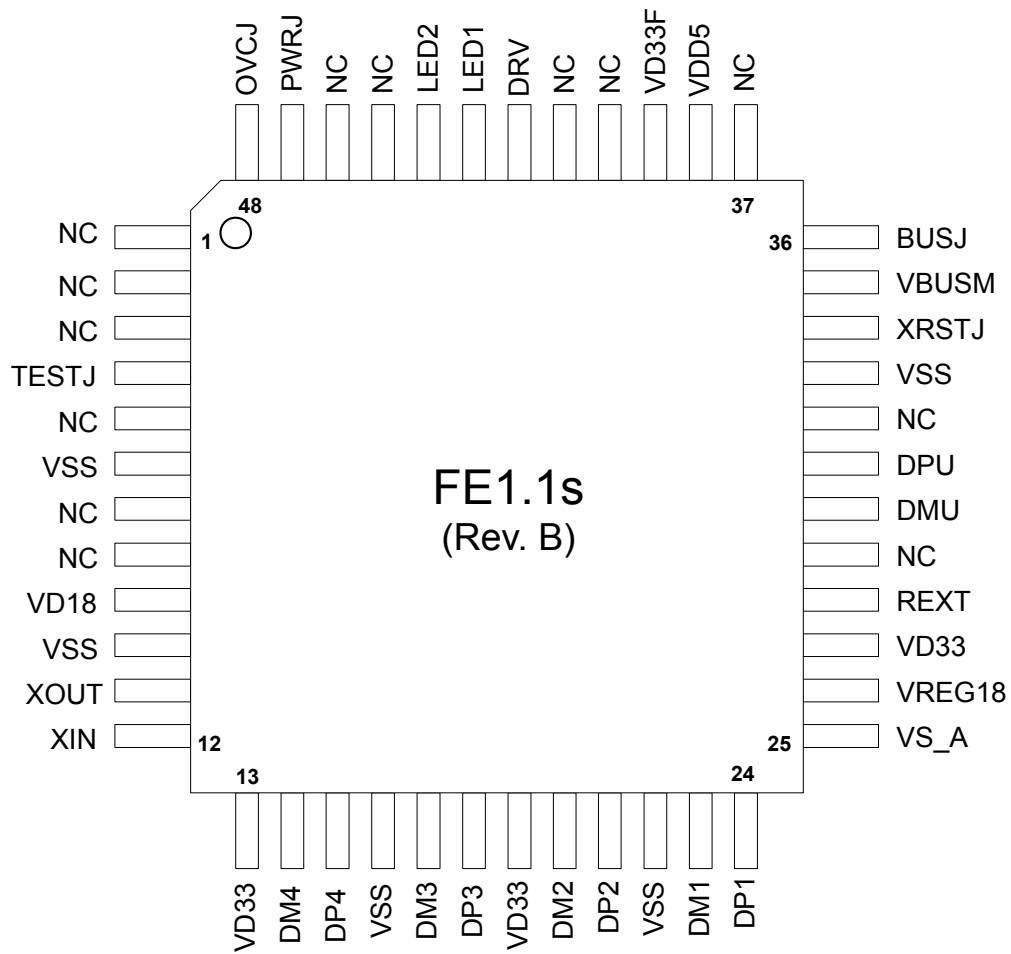 OVCJ
PWRJ
NC
NC
LED2
LED1
DRV
NC
NC
VD33F
VDD5
NC
48
37
NC
1
36
BUSJ
NC
VBUSM
NC
XRSTJ
TESTJ
VSS
NC
NC
VSS
DPU
FE1.1s
NC
DMU
(Rev. B)
NC
NC
VD18
REXT
VSS
VD33
XOUT
VREG18
XIN
12
25
VS_A
13
24
VD33
DM4
DP4
VSS
DM3
DP3
VD33
DM2
DP2
VSS
DM1
DP1